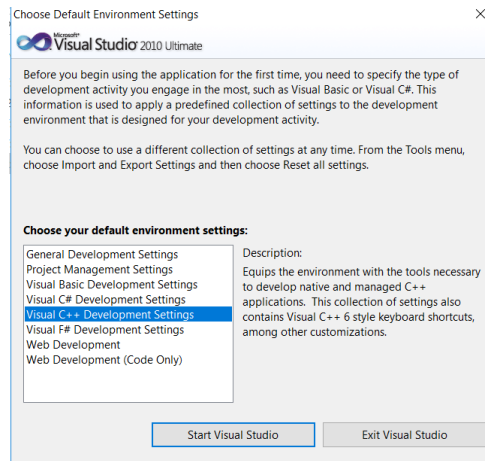 Choose Default Environment Settings
Microsoft
Visual Studio 2010 Ultimate
Before you begin using the application for the first time, you need to specify the type of
development activity you engage in the most, such as Visual Basic or Visual C#. This
information is used to apply a predefined collection of settings to the development
environment that is designed for your development activity.
You can choose to use a different collection of settings at any time. From the Tools menu,
choose Import and Export Settings and then choose Reset all settings.
Choose your default environment settings:
General Development Settings
Project Management Settings
Visual Basic Development Settings
Visual C# Development Settings
Visual C++ Development Settings
Visual F# Development Settings
Web Development
Web Development (Code Only)
Description:
Equips the environment with the tools necessary
to develop native and managed C++
applications. This collection of settings also
contains Visual C++ 6 style keyboard shortcuts,
among other customizations.
Start Visual Studio
Exit Visual Studio